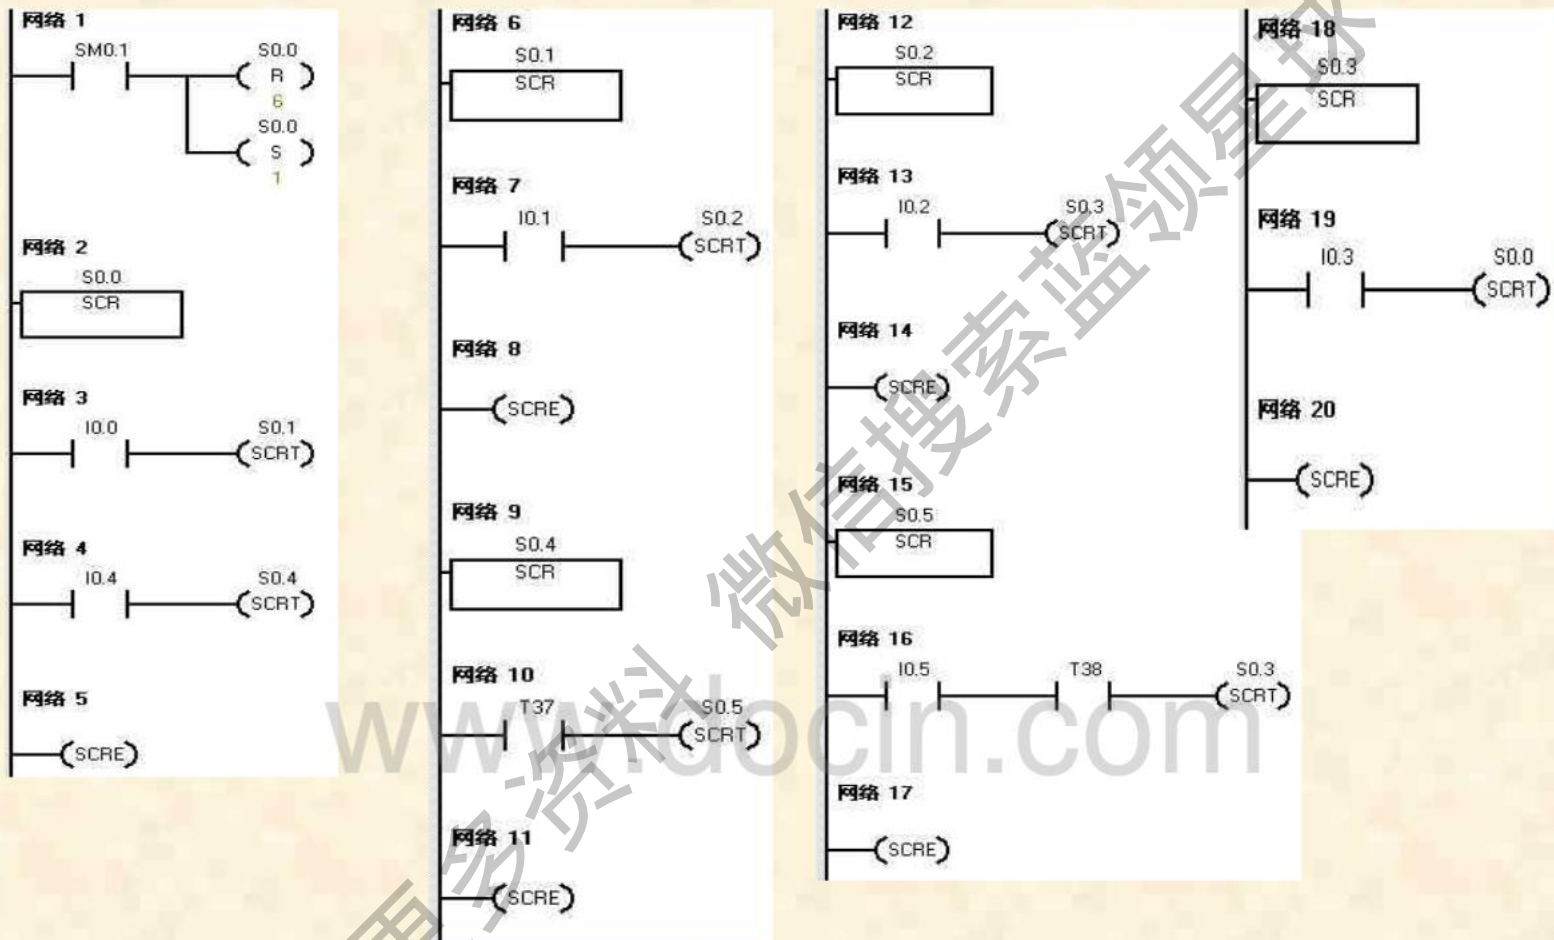 网络 1
SM0.1 S0.0
R
6
S0.0
S
1
网络 2
S0.0
SCR
网络 3
I0.0 S0.1
SCRT
网络 4
I0.4 S0.4
SCRT
网络 5
SCRE
网络 6
S0.1
SCR
网络 7
I0.1 S0.2
SCRT
网络 8
SCRE
网络 9
S0.4
SCR
网络 10
T37 S0.5
SCRT
网络 11
SCRE
网络 12
S0.2
SCR
网络 13
I0.2 S0.3
SCRT
网络 14
SCRE
网络 15
S0.5
SCR
网络 16
I0.5 T38 S0.3
SCRT
网络 17
SCRE
网络 18
S0.3
SCR
网络 19
I0.3 S0.0
SCRT
网络 20
SCRE
www.docin.com
更多资料 微信搜索蓝领星球